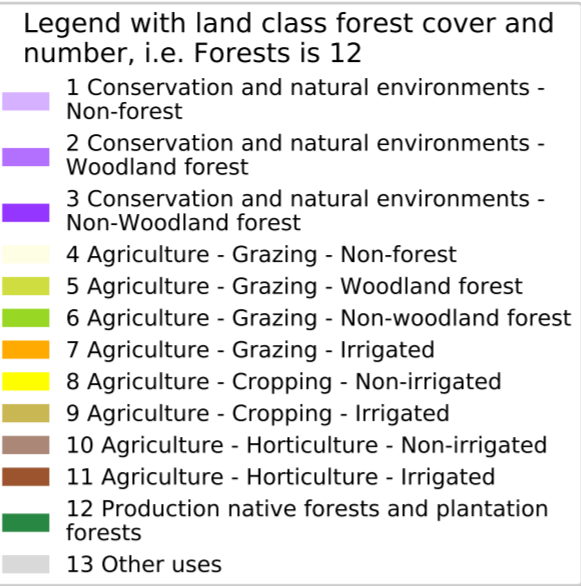 Legend with land class forest cover and
number, i.e. Forests is 12
1 Conservation and natural environments -
Non-forest
2 Conservation and natural environments -
Woodland forest
3 Conservation and natural environments -
Non-Woodland forest
4 Agriculture - Grazing - Non-forest
5 Agriculture - Grazing - Woodland forest
6 Agriculture - Grazing - Non-woodland forest
7 Agriculture - Grazing - Irrigated
8 Agriculture - Cropping - Non-irrigated
9 Agriculture - Cropping - Irrigated
10 Agriculture - Horticulture - Non-irrigated
11 Agriculture - Horticulture - Irrigated
12 Production native forests and plantation
forests
13 Other uses